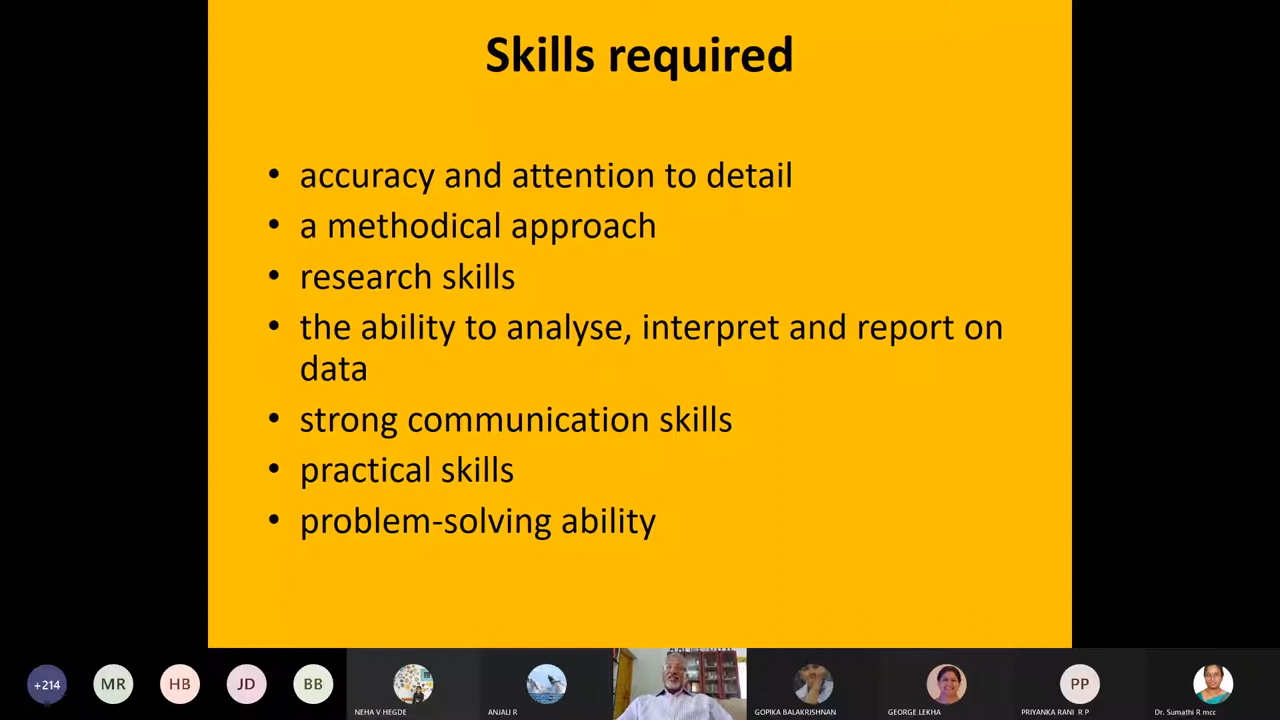 Skills required
• accuracy and attention to detail
• a methodical approach
• research skills
• the ability to analyse, interpret and report on
data
• strong communication skills
• practical skills
• problem-solving ability
+214
MR
HB
JD
BB
PP
NEHA V HEGDE
ANJALI R
GOPIKA BALAKRISHNAN
GEORGE LEKHA
PRIYANKA RANI R P
Dr. Sumathi R mcc